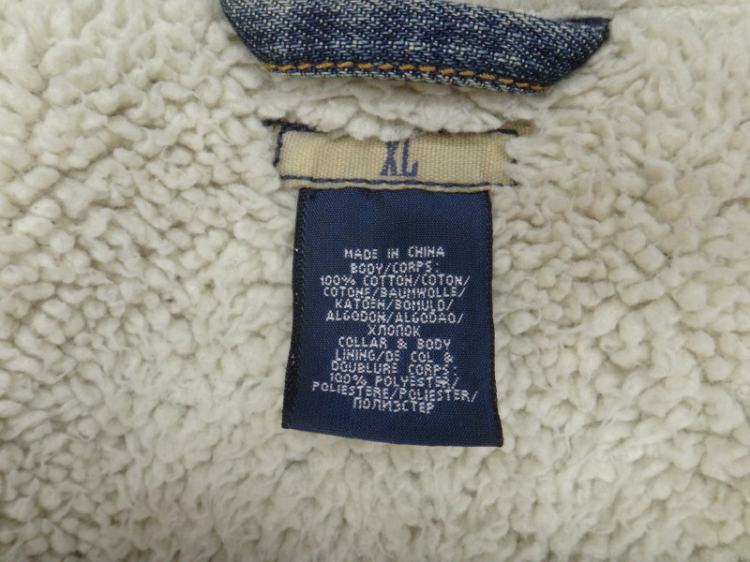 XL
MADE IN CHINA
BODY/CORPS:
100% COTTON/COTON/
COTONE/BAUMWOLLE/
KATOEN/BOMULD/
ALGODON/ALGODAO/
ХЛОПОК
COLLAR & BODY
LINING/DE COL &
DOUBLURE CORPS:
100% POLYESTER/
POLIESTERE/POLIESTER/
ПОЛИЭСТЕР